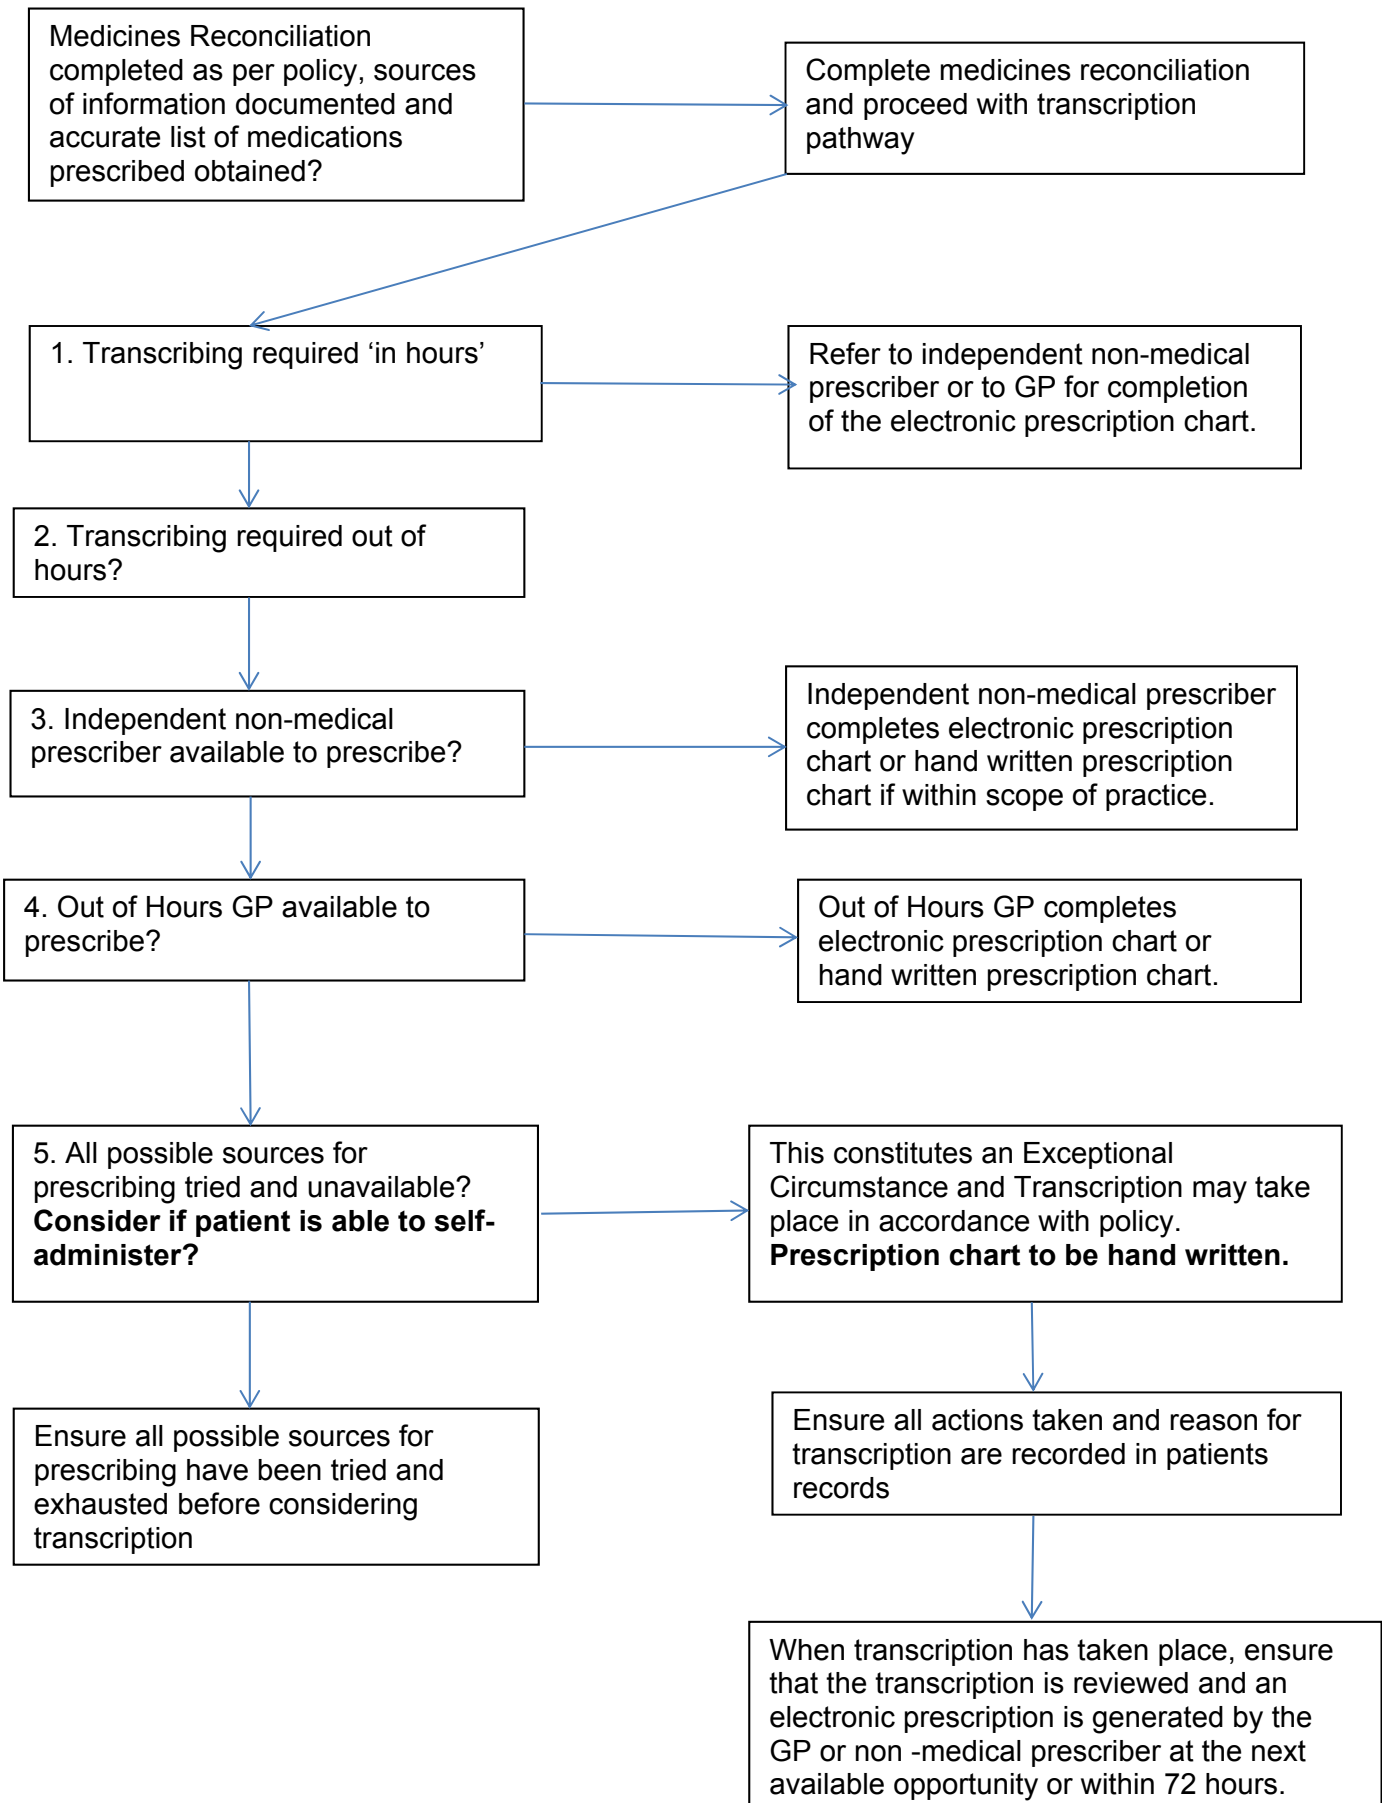 Medicines Reconciliation
completed as per policy, sources
of information documented and
accurate list of medications
prescribed obtained?
Complete medicines reconciliation
and proceed with transcription
pathway
1. Transcribing required ‘in hours’
Refer to independent non-medical
prescriber or to GP for completion
of the electronic prescription chart.
2. Transcribing required out of
hours?
3. Independent non-medical
prescriber available to prescribe?
Independent non-medical prescriber
completes electronic prescription
chart or hand written prescription
chart if within scope of practice.
4. Out of Hours GP available to
prescribe?
Out of Hours GP completes
electronic prescription chart or
hand written prescription chart.
5. All possible sources for
prescribing tried and unavailable?
Consider if patient is able to self-
administer?
This constitutes an Exceptional
Circumstance and Transcription may take
place in accordance with policy.
Prescription chart to be hand written.
Ensure all possible sources for
prescribing have been tried and
exhausted before considering
transcription
Ensure all actions taken and reason for
transcription are recorded in patients
records
When transcription has taken place, ensure
that the transcription is reviewed and an
electronic prescription is generated by the
GP or non -medical prescriber at the next
available opportunity or within 72 hours.